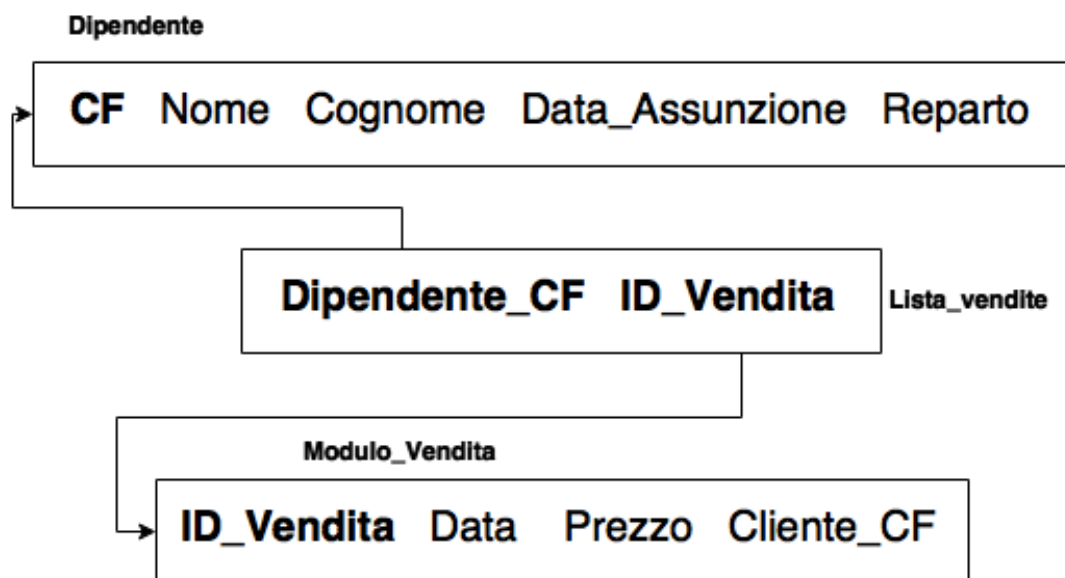 Dipendente
CF Nome Cognome Data_Assunzione Reparto
Dipendente_CF ID_Vendita
Lista_vendite
Modulo_Vendita
ID_Vendita Data Prezzo Cliente_CF